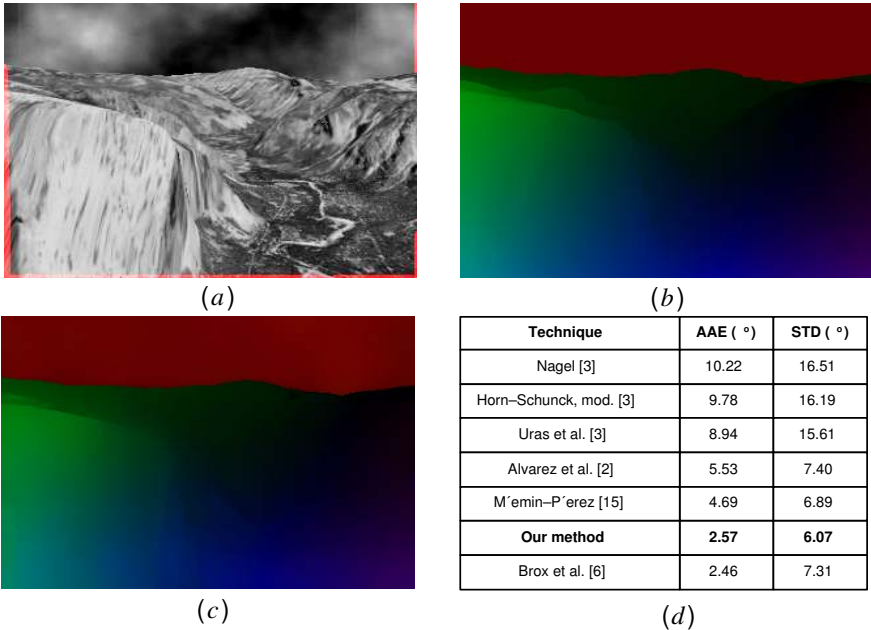 (a)
(b)
(c)
Technique AAE ( °) STD ( °)
Nagel [3] 10.22 16.51
Horn–Schunck, mod. [3] 9.78 16.19
Uras et al. [3] 8.94 15.61
Alvarez et al. [2] 5.53 7.40
M´emin–P´erez [15] 4.69 6.89
Our method 2.57 6.07
Brox et al. [6] 2.46 7.31
(d)